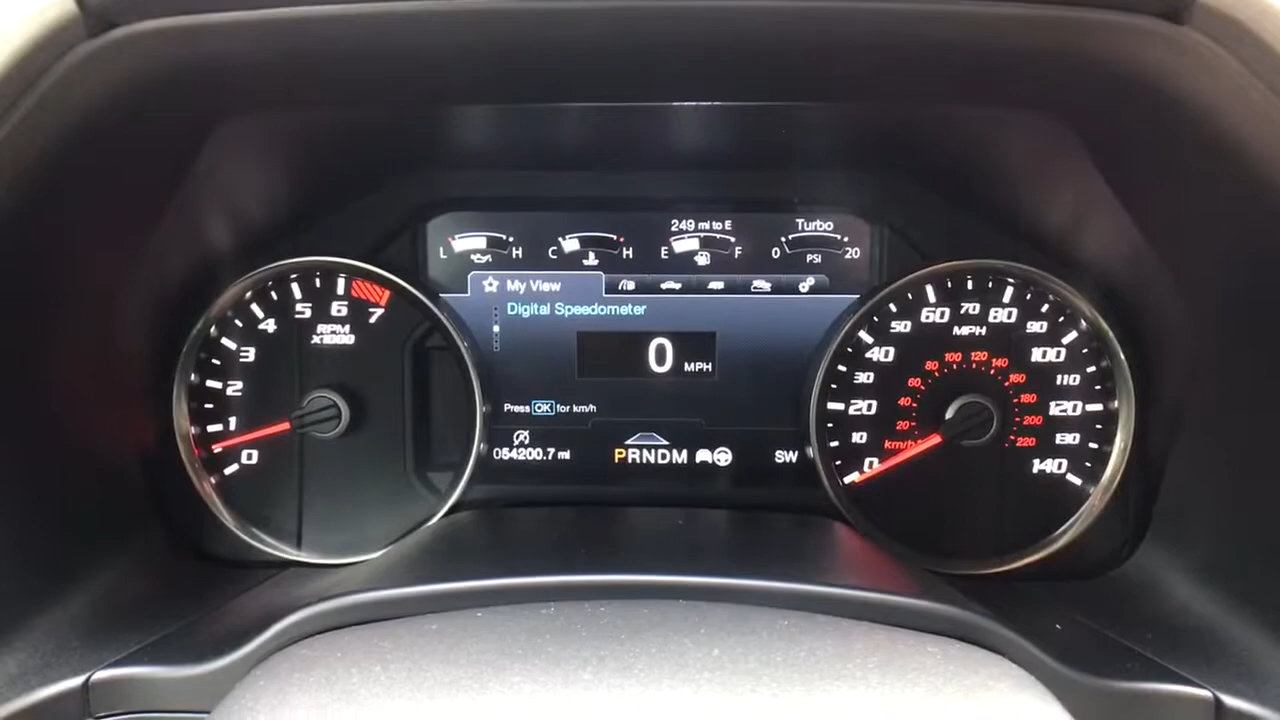 249 mi to E Turbo
L H C H E F 0 PSI 20
My View
Digital Speedometer
0 MPH
Press OK for km/h
054200.7 mi PRNDM SW
0 1 2 3 4 5 6 7
RPM
x1000
0 10 20 30 40 50 60 70 80 90 100 110 120 130 140
MPH
20 40 60 80 100 120 140 160 180 200 220
km/h